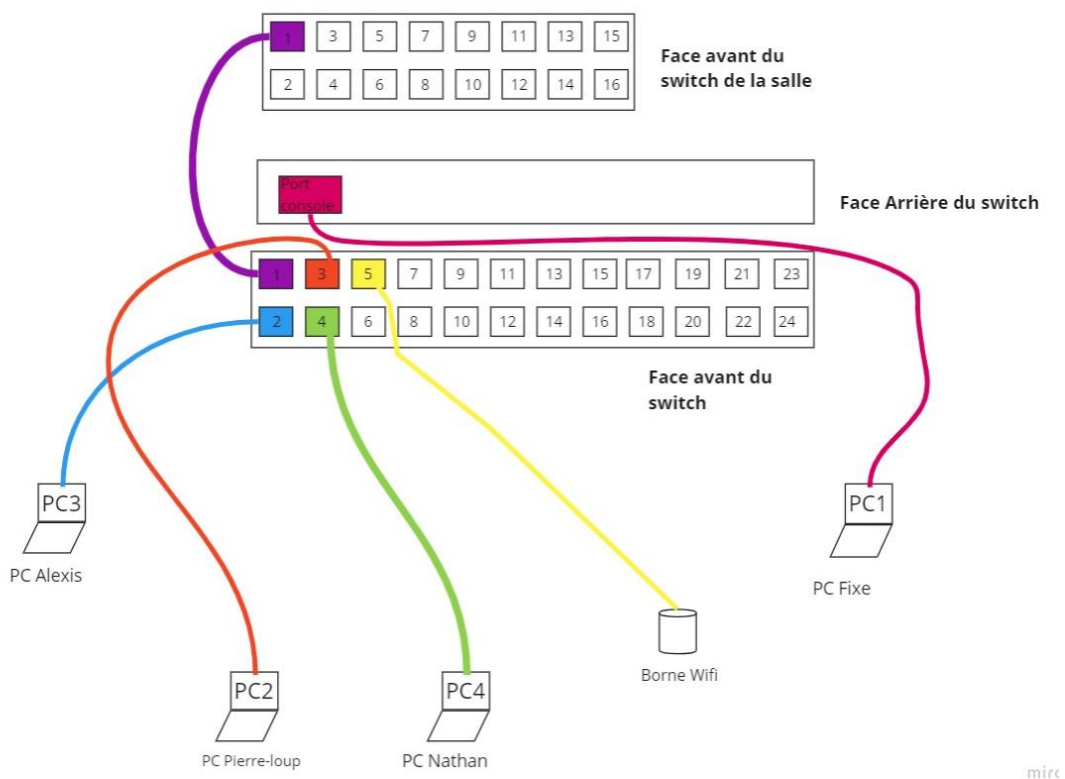 1 3 5 7 9 11 13 15
Face avant du
switch de la salle
2 4 6 8 10 12 14 16
Port
console
Face Arrière du switch
1 3 5 7 9 11 13 15 17 19 21 23
2 4 6 8 10 12 14 16 18 20 22 24
Face avant du
switch
PC3
PC Alexis
PC1
PC Fixe
Borne Wifi
PC2
PC Pierre-loup
PC4
PC Nathan